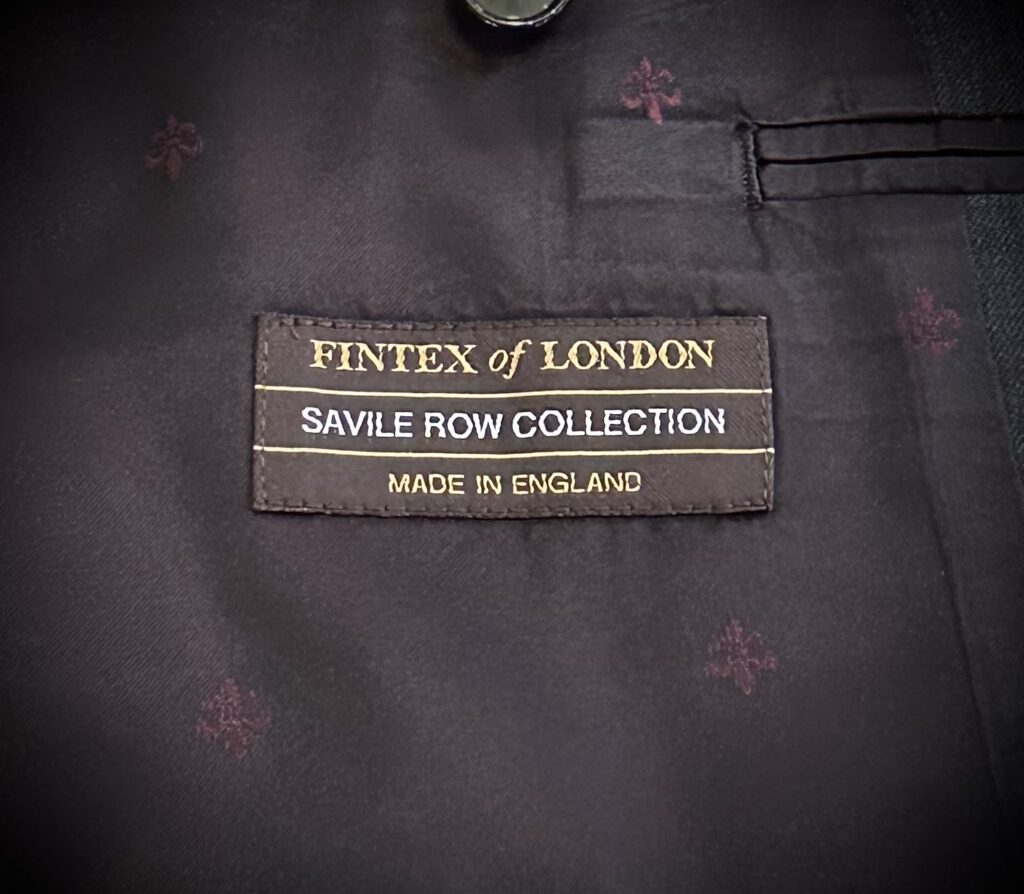 FINTEX of LONDON
SAVILE ROW COLLECTION
MADE IN ENGLAND